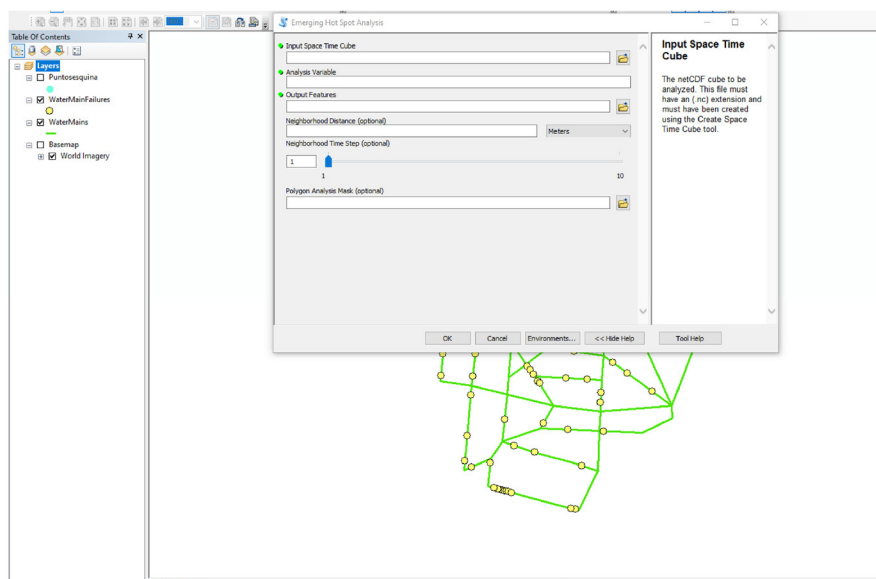 Emerging Hot Spot Analysis
Table Of Contents
Layers
Puntosesquina
WaterMainFailures
WaterMains
Basemap
World Imagery
Input Space Time Cube
Analysis Variable
Output Features
Neighborhood Distance (optional)
Meters
Neighborhood Time Step (optional)
1
1
10
Polygon Analysis Mask (optional)
Input Space Time
Cube
The netCDF cube to be
analyzed. This file must
have an (.nc) extension and
must have been created
using the Create Space
Time Cube tool.
OK
Cancel
Environments...
<< Hide Help
Tool Help